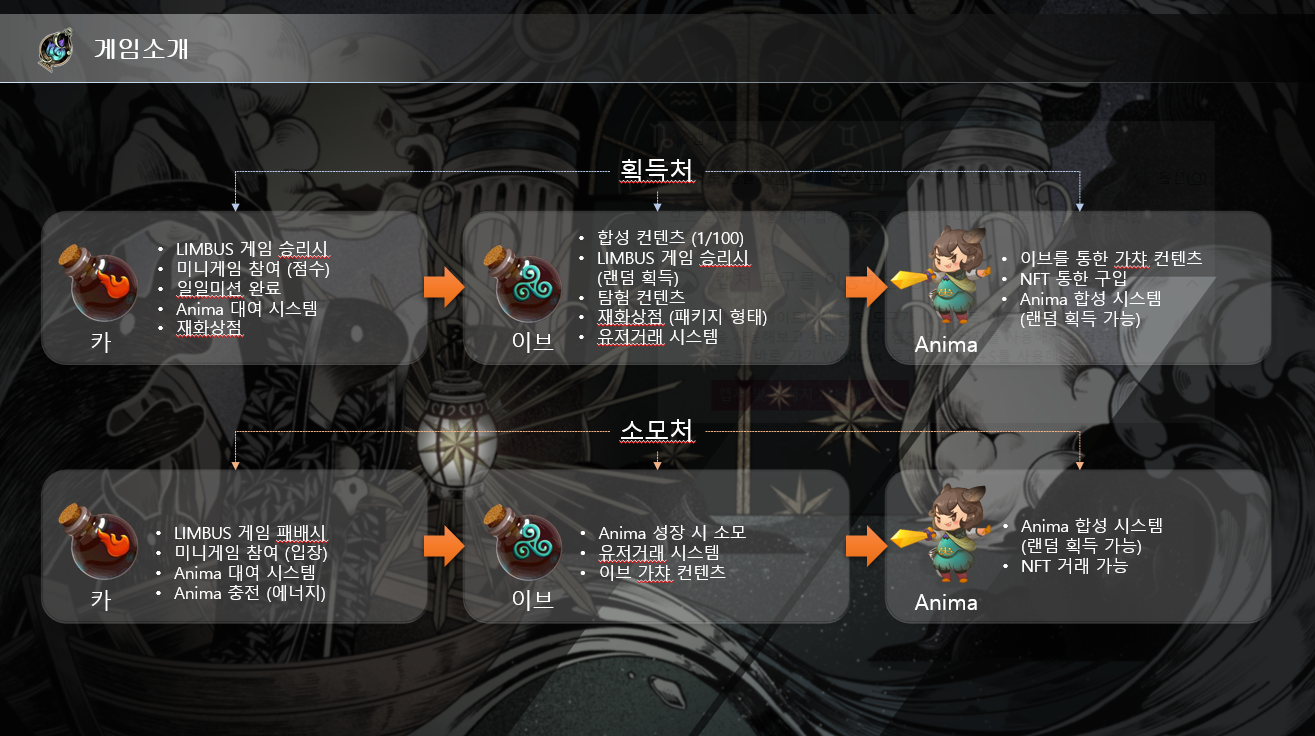 게임소개
획득처
• LIMBUS 게임 승리시
• 미니게임 참여 (점수)
• 일일미션 완료
• Anima 대여 시스템
• 재화상점
카
• 합성 컨텐츠 (1/100)
• LIMBUS 게임 승리시
(랜덤 획득)
• 탐험 컨텐츠
• 재화상점 (패키지 형태)
• 유저거래 시스템
이브
• 이브를 통한 가챠 컨텐츠
• NFT 통한 구입
• Anima 합성 시스템
(랜덤 획득 가능)
Anima
소모처
• LIMBUS 게임 패배시
• 미니게임 참여 (입장)
• Anima 대여 시스템
• Anima 충전 (에너지)
카
• Anima 성장 시 소모
• 유저거래 시스템
• 이브 가챠 컨텐츠
이브
• Anima 합성 시스템
(랜덤 획득 가능)
• NFT 거래 가능
Anima